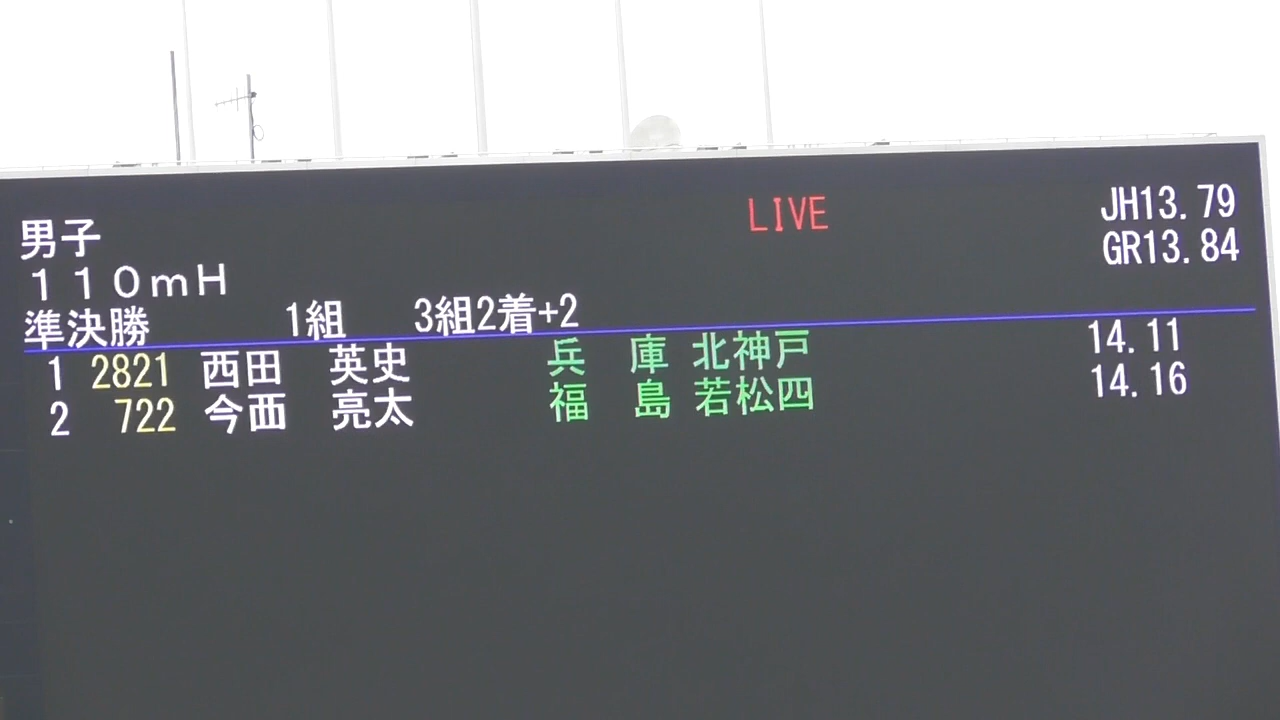 男子 LIVE JH13.79
110mH GR13.84
準決勝 1組 3組2着+2
1 2821 西田 英史 兵庫 北神戸 14.11
2 722 今西 亮太 福島 若松四 14.16